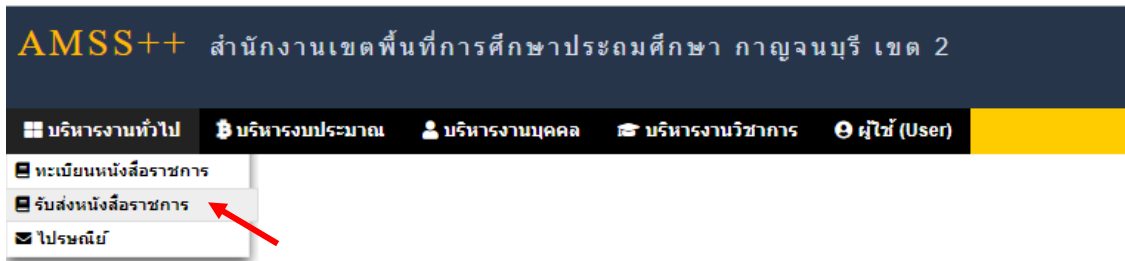 AMSS++ สำนักงานเขตพื้นที่การศึกษาประถมศึกษา กาญจนบุรี เขต 2
บริหารงานทั่วไป บริหารงบประมาณ บริหารงานบุคคล บริหารงานวิชาการ ผู้ใช้ (User)
ทะเบียนหนังสือราชการ
รับส่งหนังสือราชการ
ไปรษณีย์